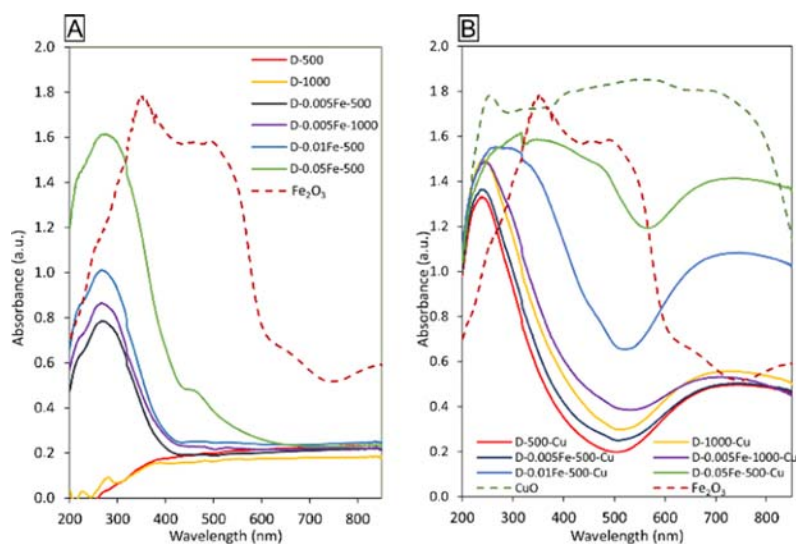 A
2.0
1.8
1.6
1.4
1.2
1.0
0.8
0.6
0.4
0.2
0.0
Absorbance (a.u.)
D-500
D-1000
D-0.005Fe-500
D-0.005Fe-1000
D-0.01Fe-500
D-0.05Fe-500
Fe₂O₃
200 300 400 500 600 700 800
Wavelength (nm)
B
2.0
1.8
1.6
1.4
1.2
1.0
0.8
0.6
0.4
0.2
0.0
Absorbance (a.u.)
D-500-Cu D-1000-Cu
D-0.005Fe-500-Cu D-0.005Fe-1000-Cu
D-0.01Fe-500-Cu D-0.05Fe-500-Cu
CuO Fe₂O₃
200 300 400 500 600 700 800
Wavelength (nm)